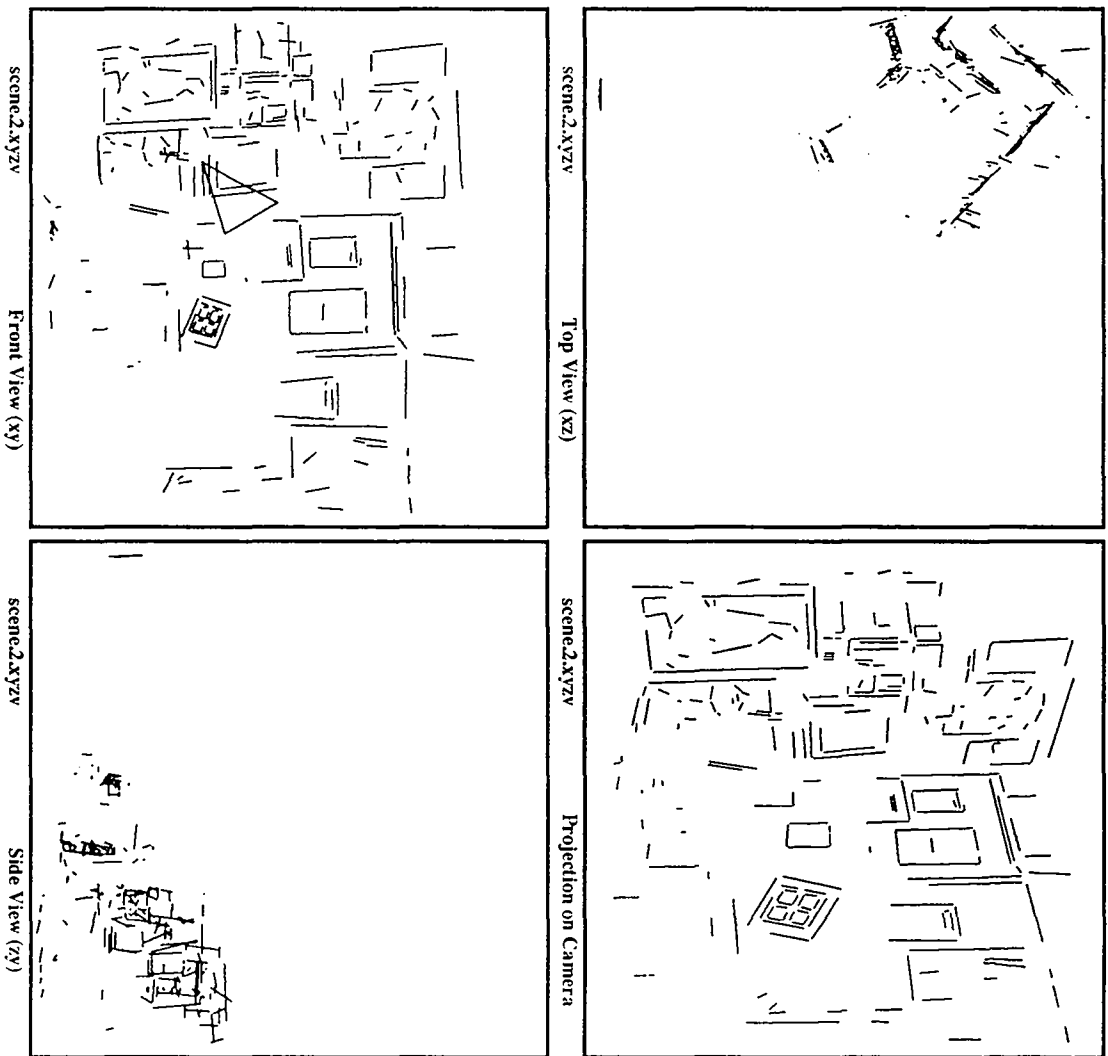 scene.2.xyzv Top View (xz)
scene.2.xyzv Projection on Camera
scene.2.xyzv Front View (xy)
scene.2.xyzv Side View (zy)